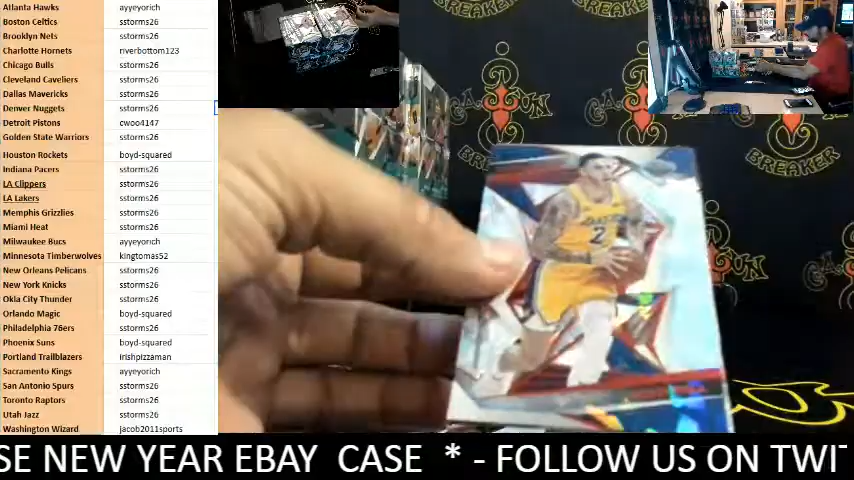 Atlanta Hawks ayyeyorich
Boston Celtics sstorms26
Brooklyn Nets sstorms26
Charlotte Hornets riverbottom123
Chicago Bulls sstorms26
Cleveland Cavaliers sstorms26
Dallas Mavericks sstorms26
Denver Nuggets sstorms26
Detroit Pistons cwoo4147
Golden State Warriors sstorms26
Houston Rockets boyd-squared
Indiana Pacers sstorms26
LA Clippers sstorms26
LA Lakers sstorms26
Memphis Grizzlies sstorms26
Miami Heat sstorms26
Milwaukee Bucs ayyeyorich
Minnesota Timberwolves kingtomas52
New Orleans Pelicans sstorms26
New York Knicks sstorms26
Okla City Thunder sstorms26
Orlando Magic boyd-squared
Philadelphia 76ers sstorms26
Phoenix Suns boyd-squared
Portland Trailblazers irishpizzaman
Sacramento Kings ayyeyorich
San Antonio Spurs sstorms26
Toronto Raptors sstorms26
Utah Jazz sstorms26
Washington Wizard jacob2011sports
BREAKER
BREAKER
2
SE NEW YEAR EBAY CASE * - FOLLOW US ON TWI